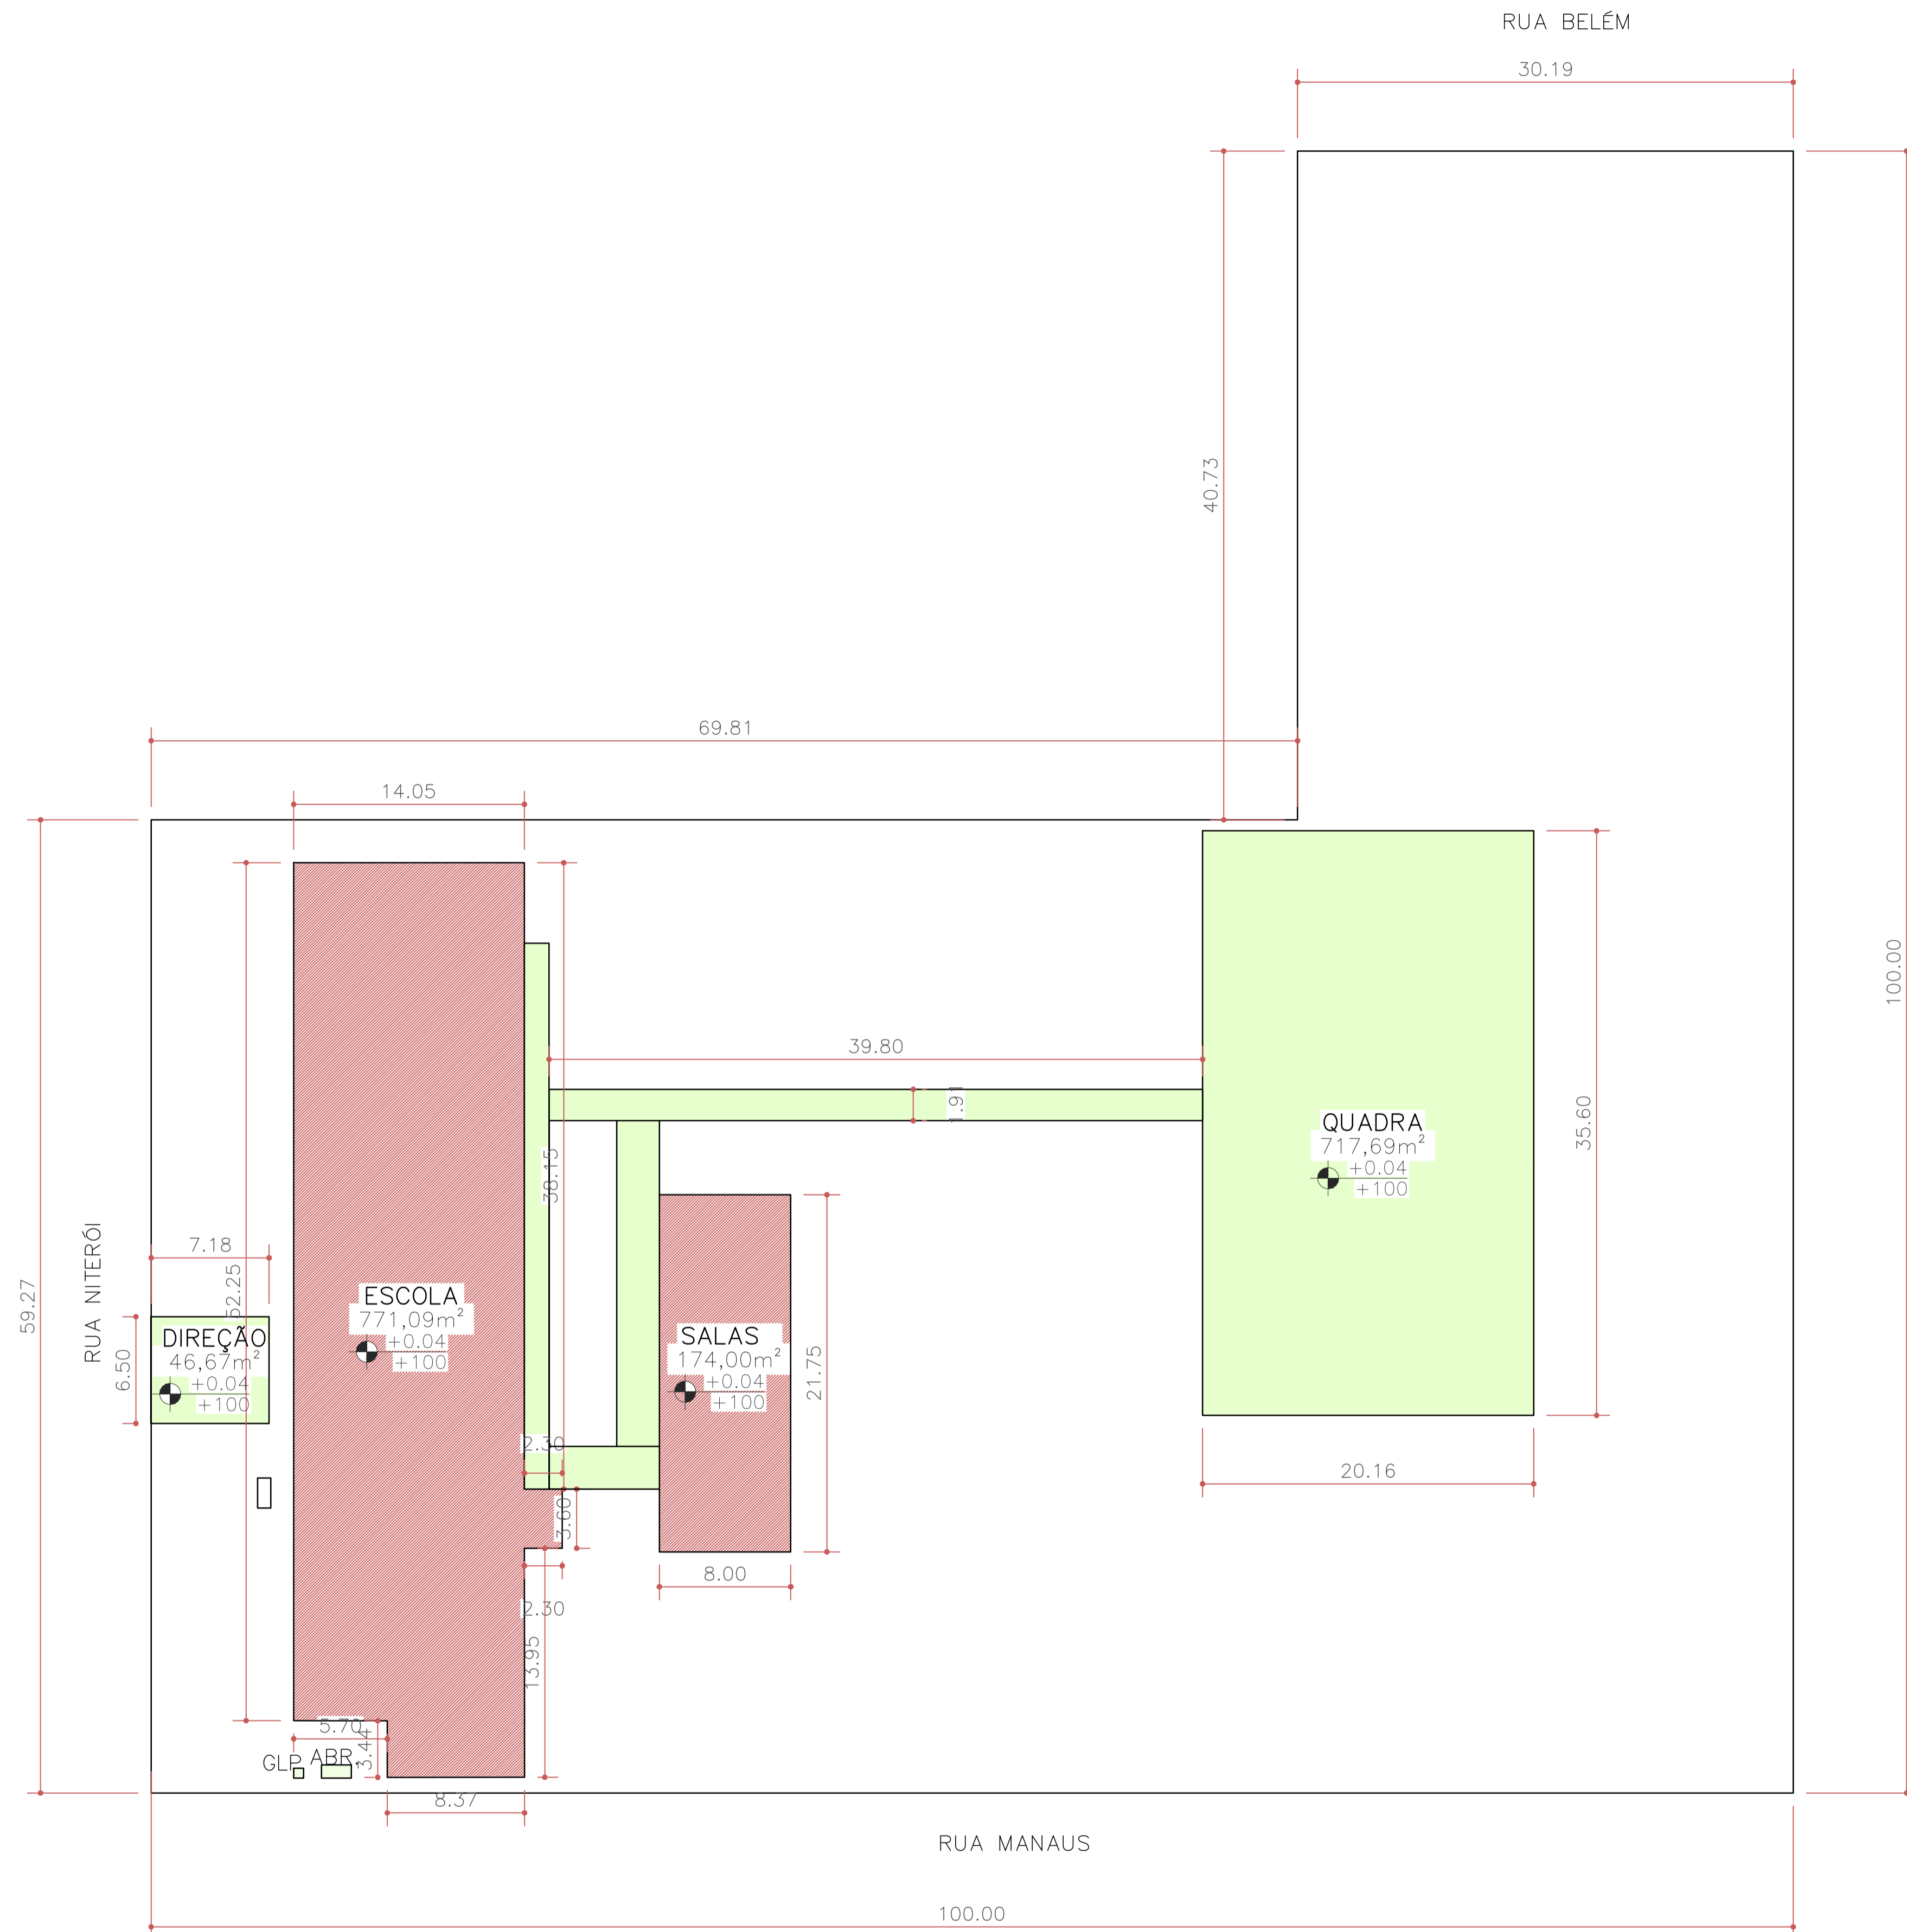 RUA BELÉM
30.19
40.73
69.81
14.05
100.00
39.80
1.91
38.15
QUADRA
717,69m²
+0.04
+100
35.60
RUA NITERÓI
7.18
52.25
59.27
6.50
DIREÇÃO
46,67m²
+0.04
+100
ESCOLA
771,09m²
+0.04
+100
SALAS
174,00m²
+0.04
+100
21.75
2.30
20.16
3.60
8.00
2.30
13.95
5.70
3.44
GLP
ABR.
8.37
RUA MANAUS
100.00